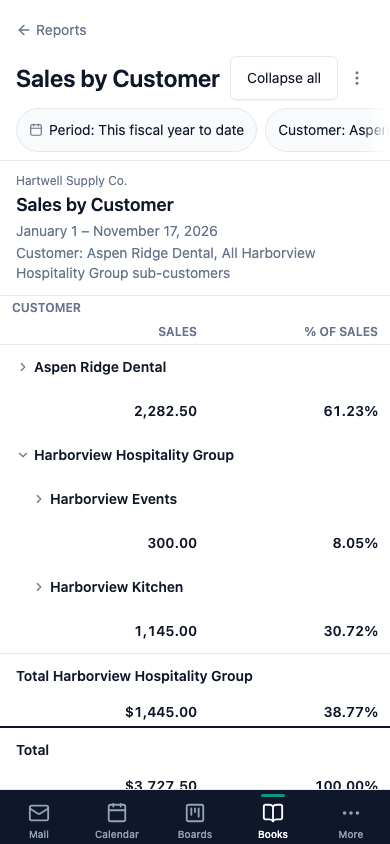 Reports
Sales by Customer
Collapse all
Period: This fiscal year to date
Customer: Aspen
Hartwell Supply Co.
Sales by Customer
January 1 – November 17, 2026
Customer: Aspen Ridge Dental, All Harborview
Hospitality Group sub-customers
CUSTOMER
SALES % OF SALES
Aspen Ridge Dental
2,282.50 61.23%
Harborview Hospitality Group
Harborview Events
300.00 8.05%
Harborview Kitchen
1,145.00 30.72%
Total Harborview Hospitality Group
$1,445.00 38.77%
Total
$3,727.50 100.00%
Mail Calendar Boards Books More